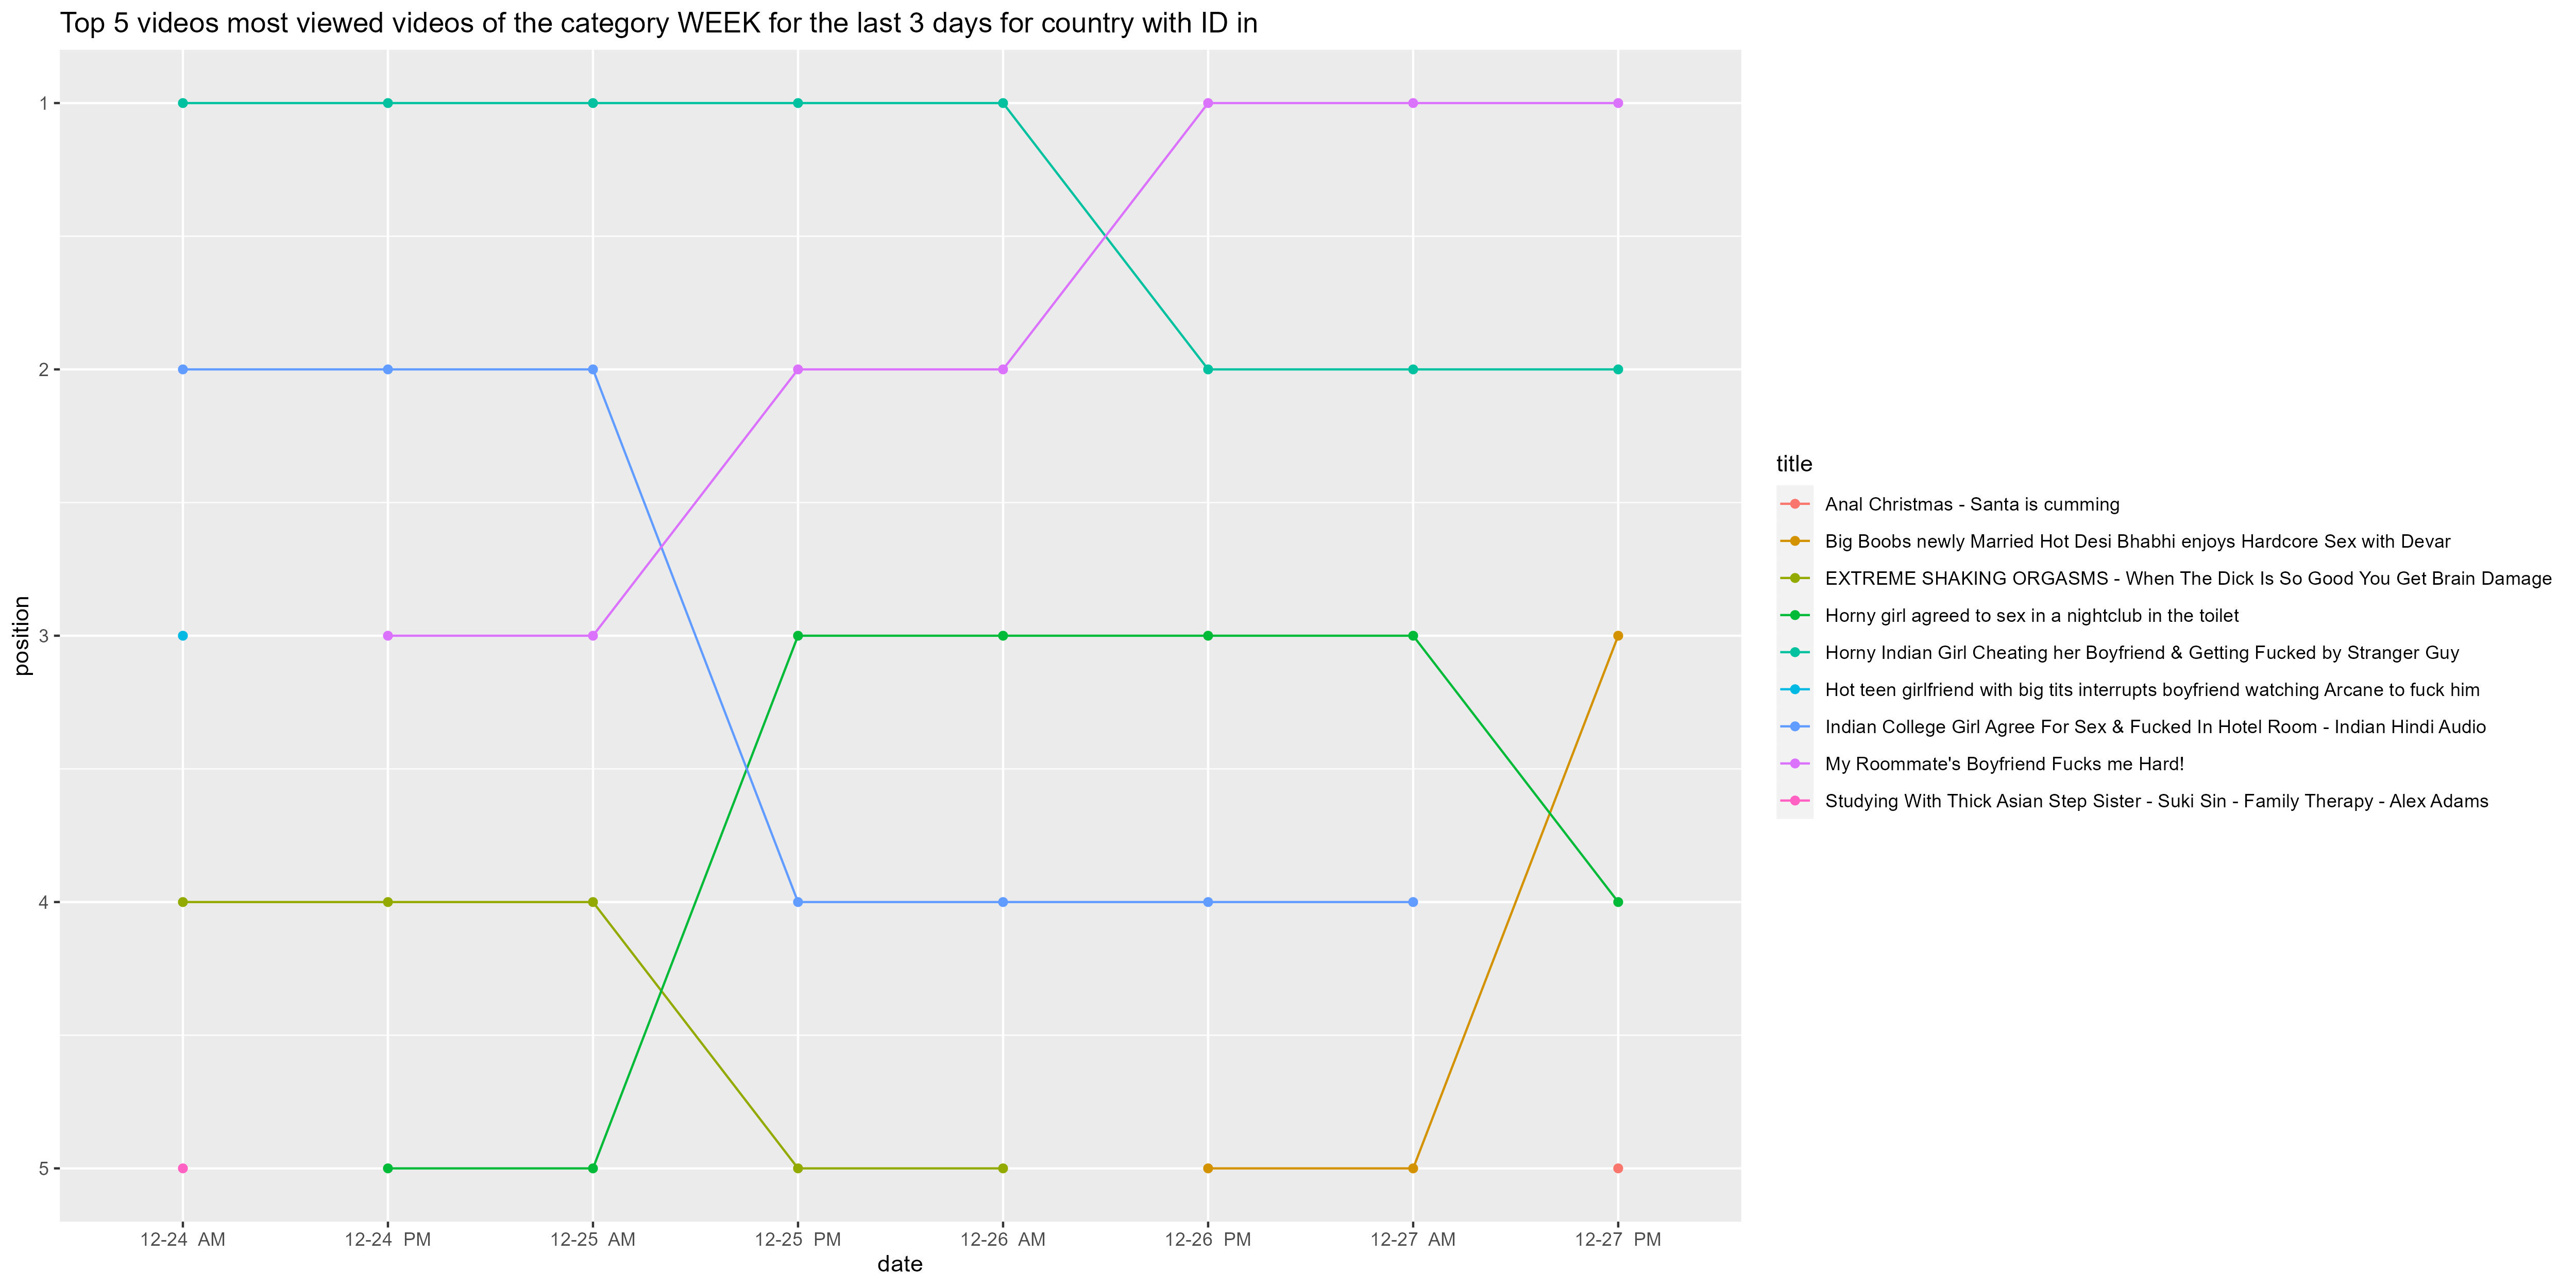 Top 5 videos most viewed videos of the category WEEK for the last 3 days for country with ID in
1
2
3
4
5
position
12-24 AM
12-24 PM
12-25 AM
12-25 PM
12-26 AM
12-26 PM
12-27 AM
12-27 PM
date
title
Anal Christmas - Santa is cumming
Big Boobs newly Married Hot Desi Bhabhi enjoys Hardcore Sex with Devar
EXTREME SHAKING ORGASMS - When The Dick Is So Good You Get Brain Damage
Horny girl agreed to sex in a nightclub in the toilet
Horny Indian Girl Cheating her Boyfriend & Getting Fucked by Stranger Guy
Hot teen girlfriend with big tits interrupts boyfriend watching Arcane to fuck him
Indian College Girl Agree For Sex & Fucked In Hotel Room - Indian Hindi Audio
My Roommate's Boyfriend Fucks me Hard!
Studying With Thick Asian Step Sister - Suki Sin - Family Therapy - Alex Adams